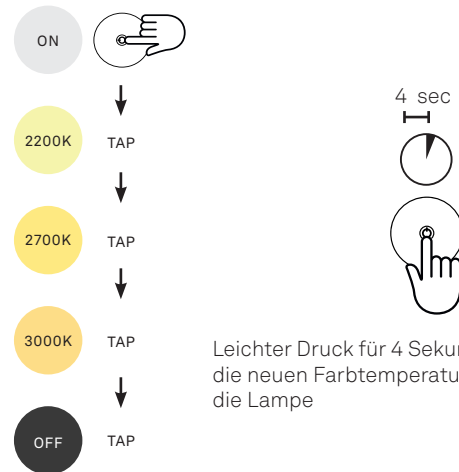 ON
2200K TAP
2700K TAP
3000K TAP
OFF TAP
4 sec
Leichter Druck für 4
die neuen
die Lampe